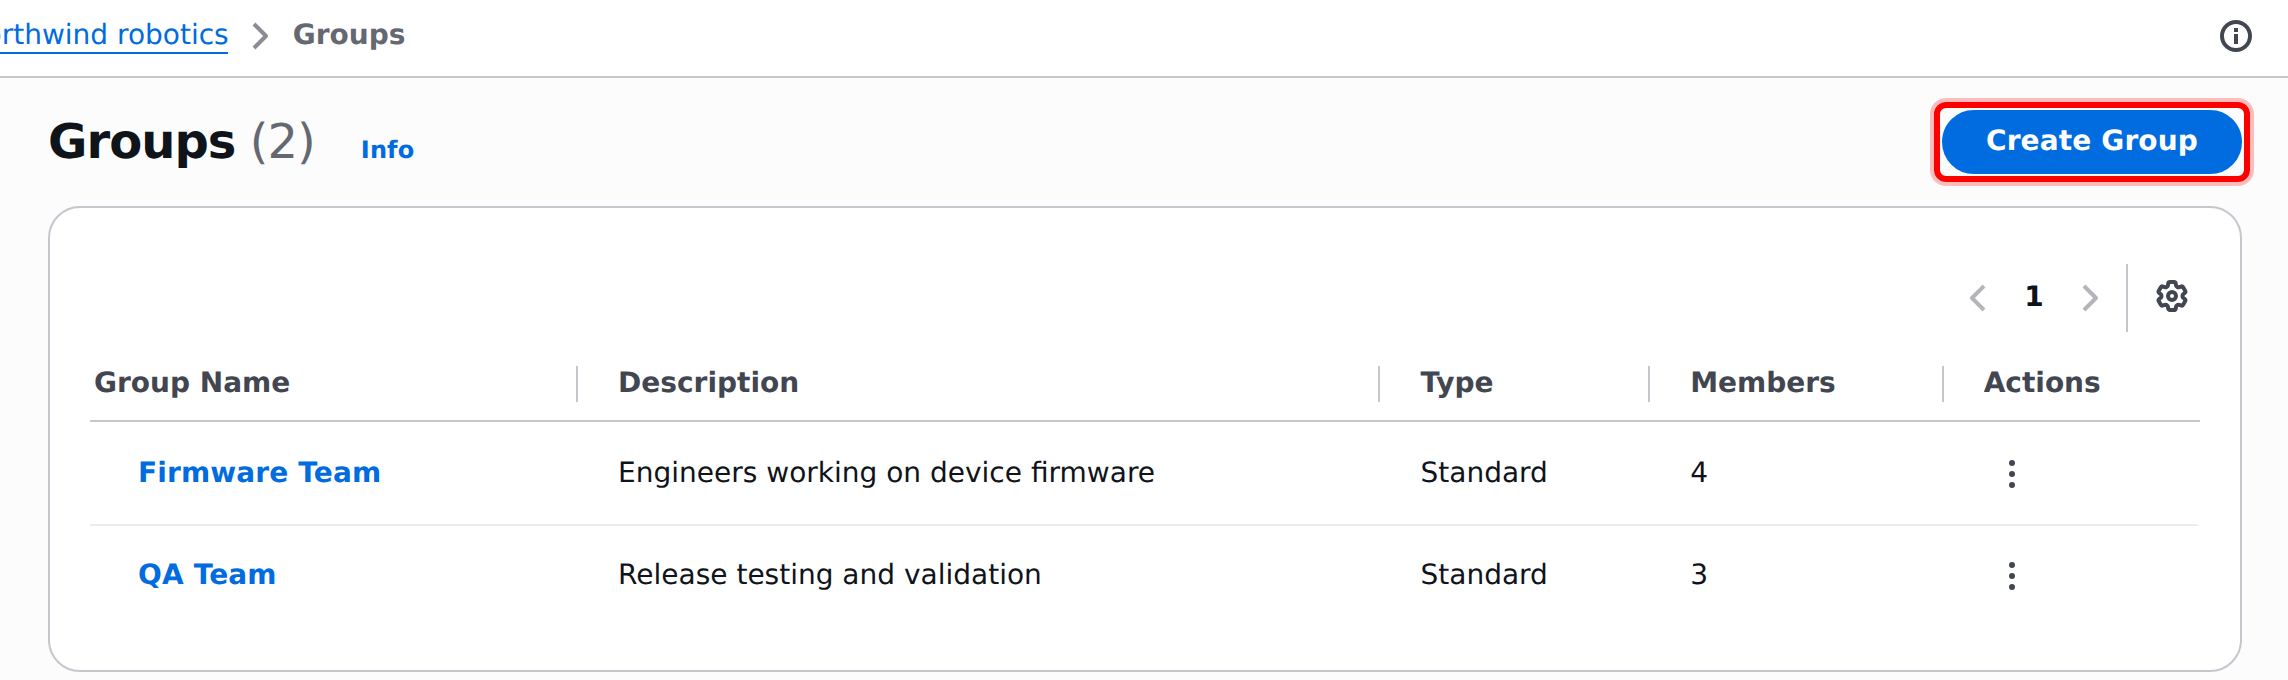 rthwind robotics > Groups
Groups (2) Info
Create Group
1
Group Name Description Type Members Actions
Firmware Team Engineers working on device firmware Standard 4
QA Team Release testing and validation Standard 3